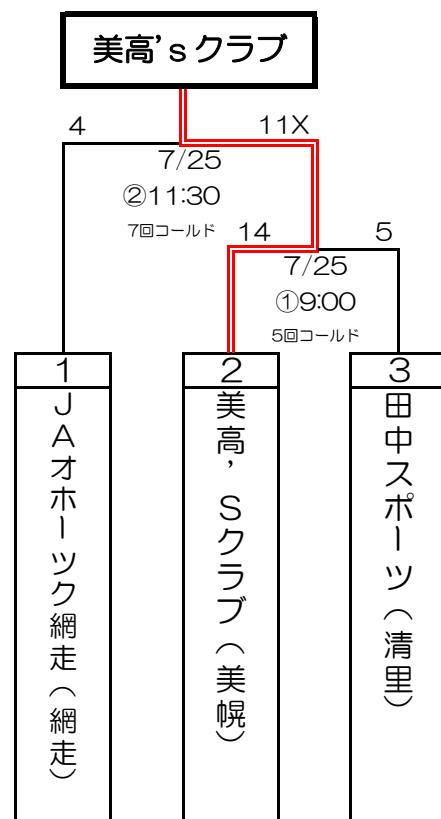 美高’ｓクラブ
4
11X
7/25
②11:30
7回コールド
14
5
7/25
①9:00
5回コールド
1
2
3
ＪＡオホーツク網走（網走）
美高’Ｓクラブ（美幌）
田中スポーツ（清里）